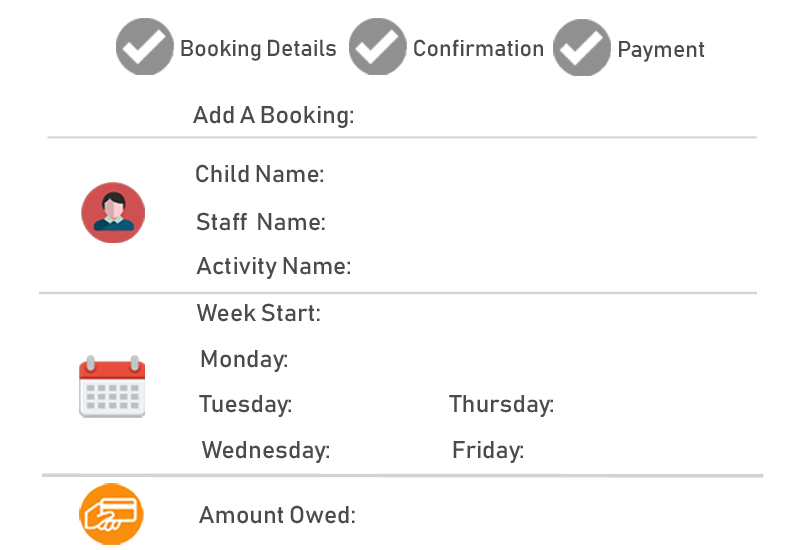 Booking Details Confirmation Payment
Add A Booking:
Child Name:
Staff Name:
Activity Name:
Week Start:
Monday:
Tuesday: Thursday:
Wednesday: Friday:
Amount Owed: